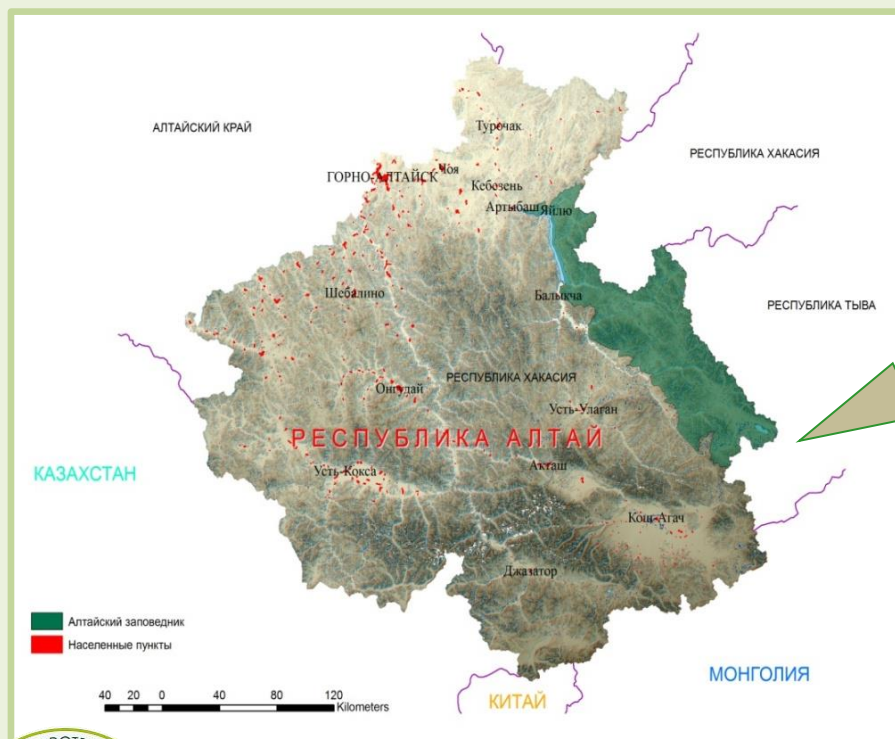 АЛТАЙСКИЙ КРАЙ
Турочак
РЕСПУБЛИКА ХАКАСИЯ
ГОРНО-АЛТАЙСК
Чоя
Кебезень
Артыбаш
Яйлю
Шебалино
Балыкча
РЕСПУБЛИКА ТЫВА
РЕСПУБЛИКА ХАКАСИЯ
Онгудай
Усть-Улаган
РЕСПУБЛИКА АЛТАЙ
КАЗАХСТАН
Усть-Кокса
Акташ
Кош-Агач
Джазатор
Алтайский заповедник
Населенные пункты
МОНГОЛИЯ
КИТАЙ
40 20 0 40 80 120
Kilometers